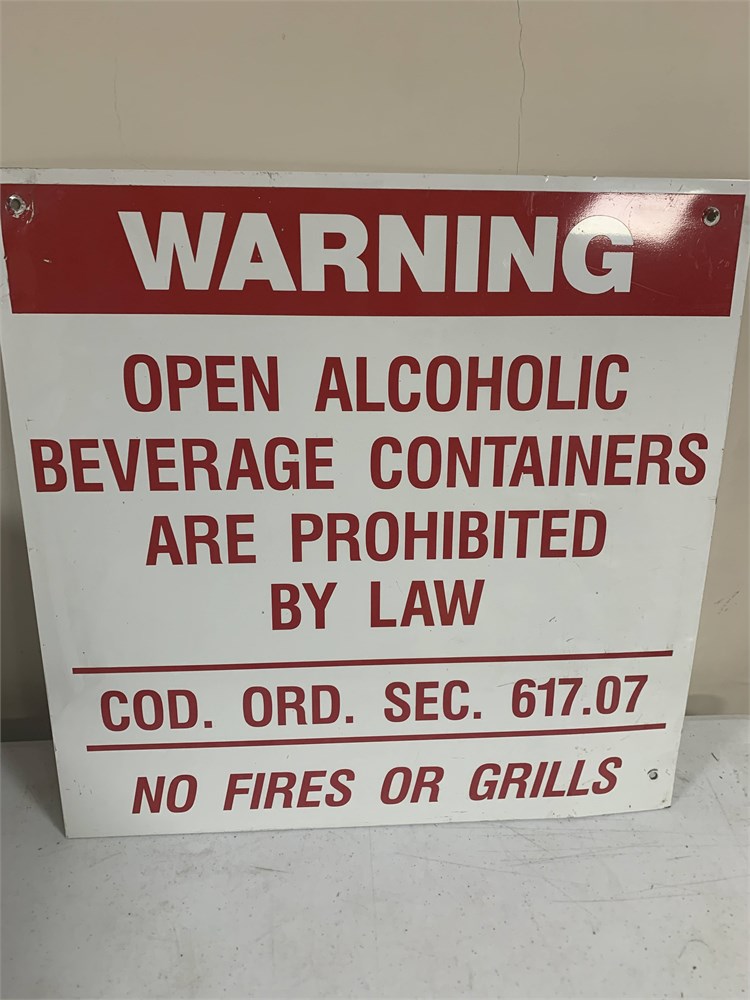 WARNING
OPEN ALCOHOLIC
BEVERAGE CONTAINERS
ARE PROHIBITED
BY LAW
COD. ORD. SEC. 617.07
NO FIRES OR GRILLS